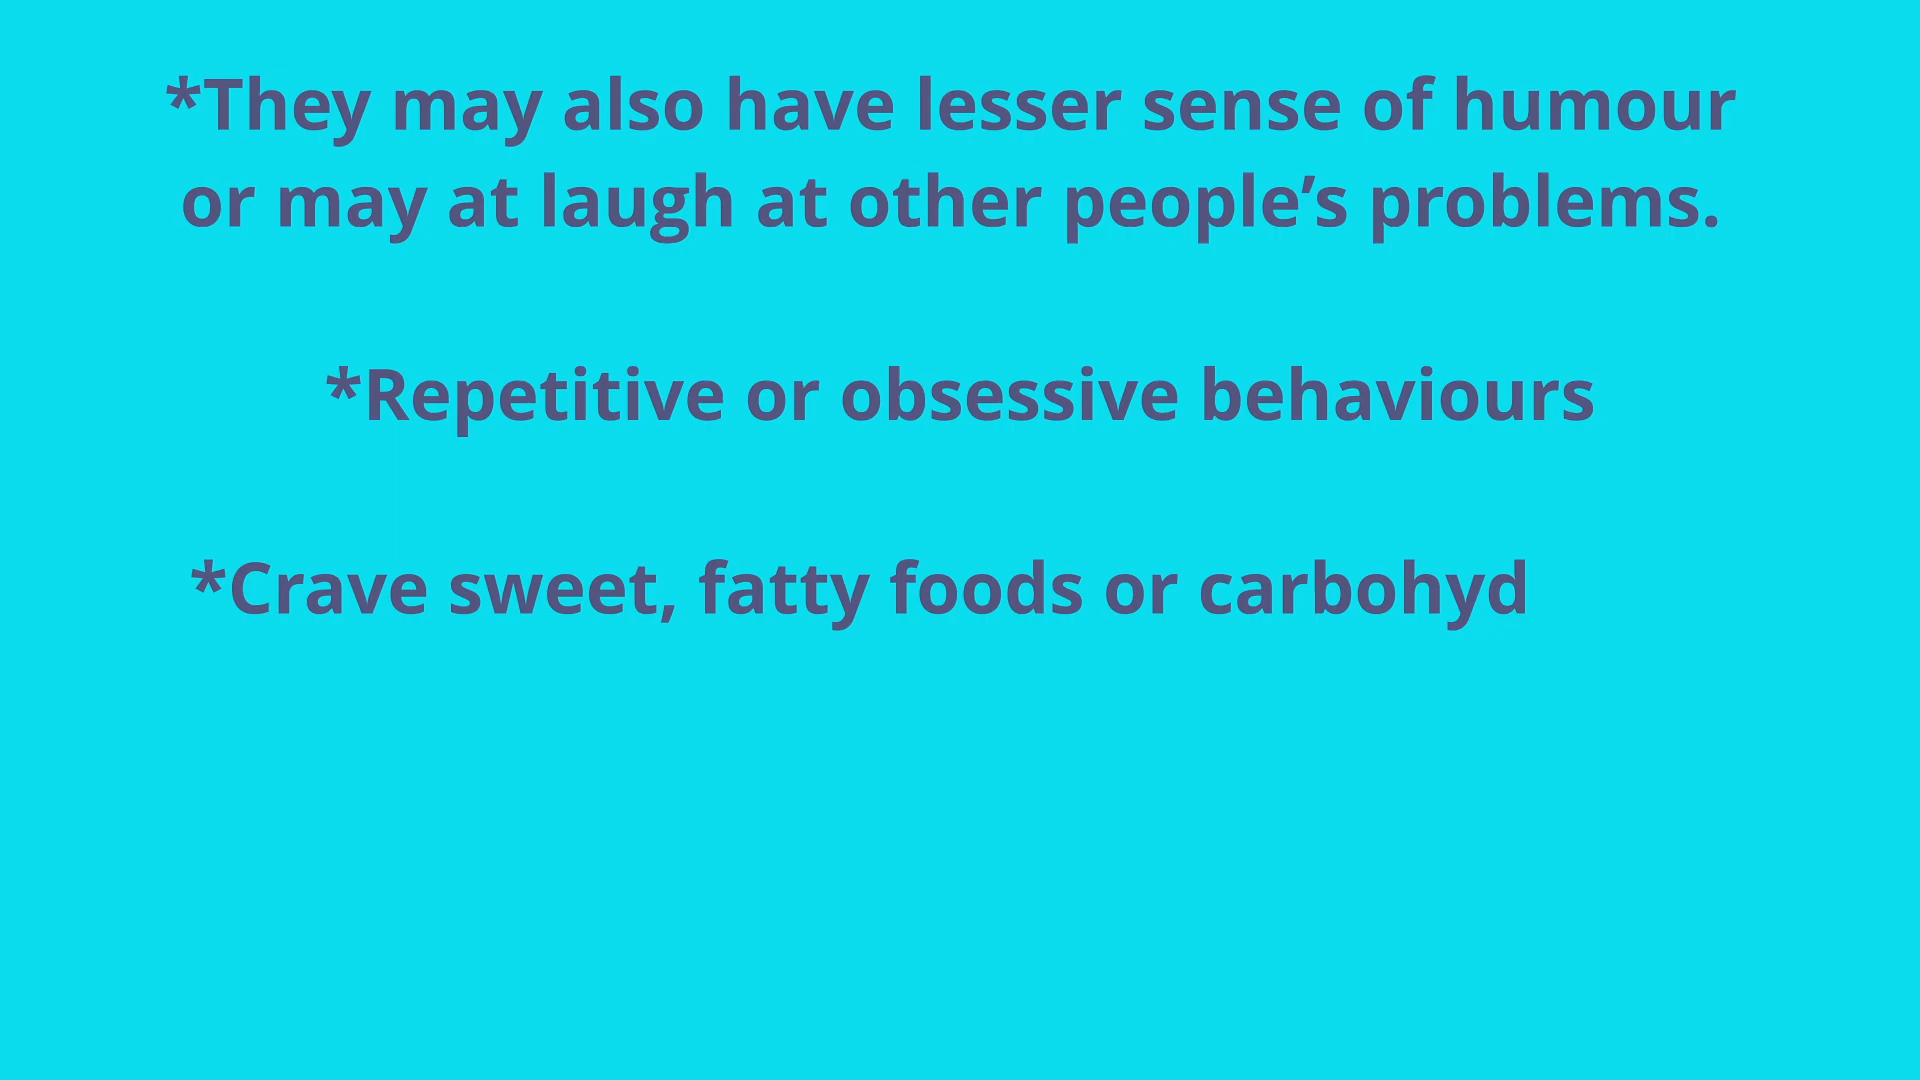 *They may also have lesser sense of humour
or may at laugh at other people’s problems.
*Repetitive or obsessive behaviours
*Crave sweet, fatty foods or carbohyd